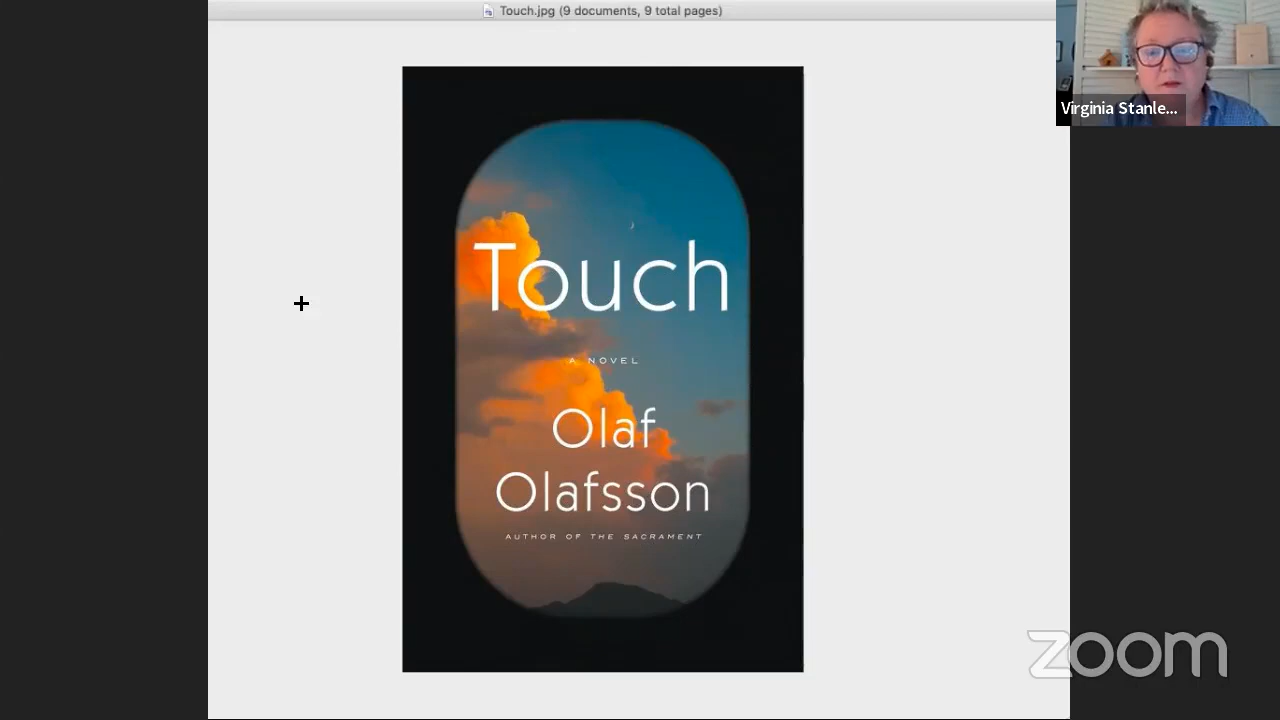 Touch.jpg (9 documents, 9 total pages)
Virginia Stanle...
Touch
A NOVEL
Olaf
Olafsson
AUTHOR OF THE SACRAMENT
zoom